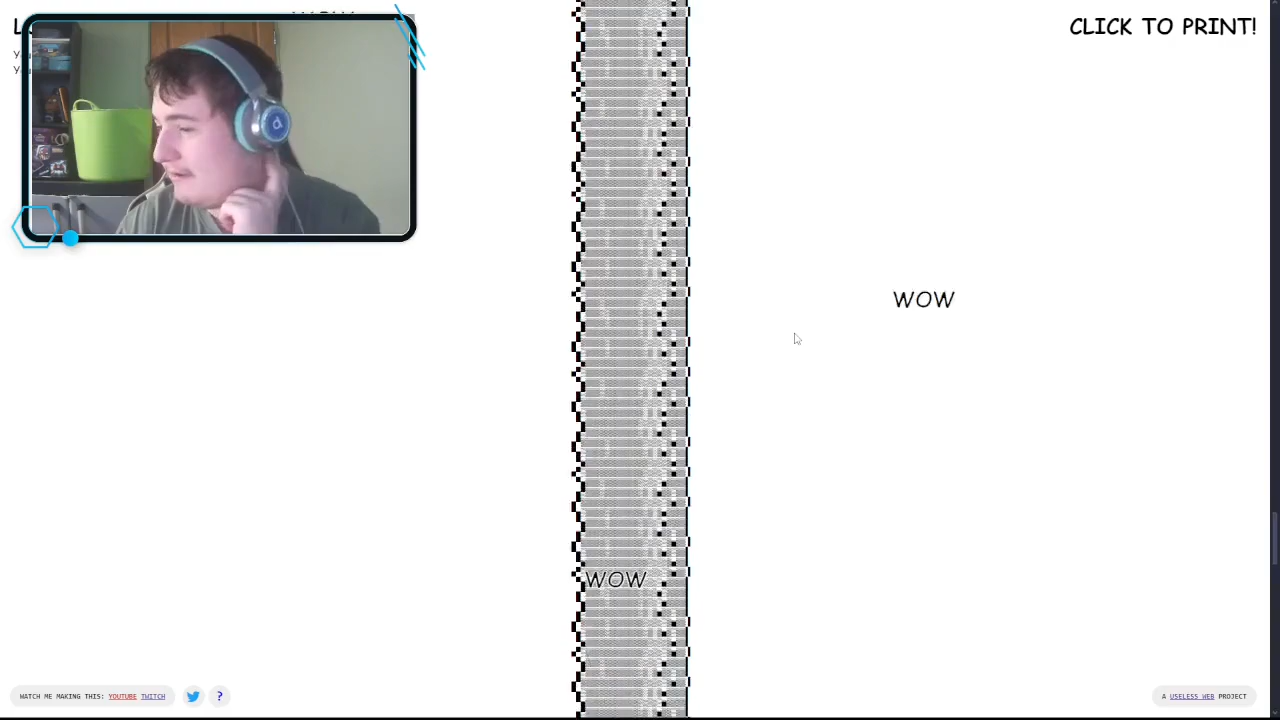 CLICK TO PRINT!
WOW
WOW
WATCH ME MAKING THIS: YOUTUBE TWITCH
?
A USELESS WEB PROJECT